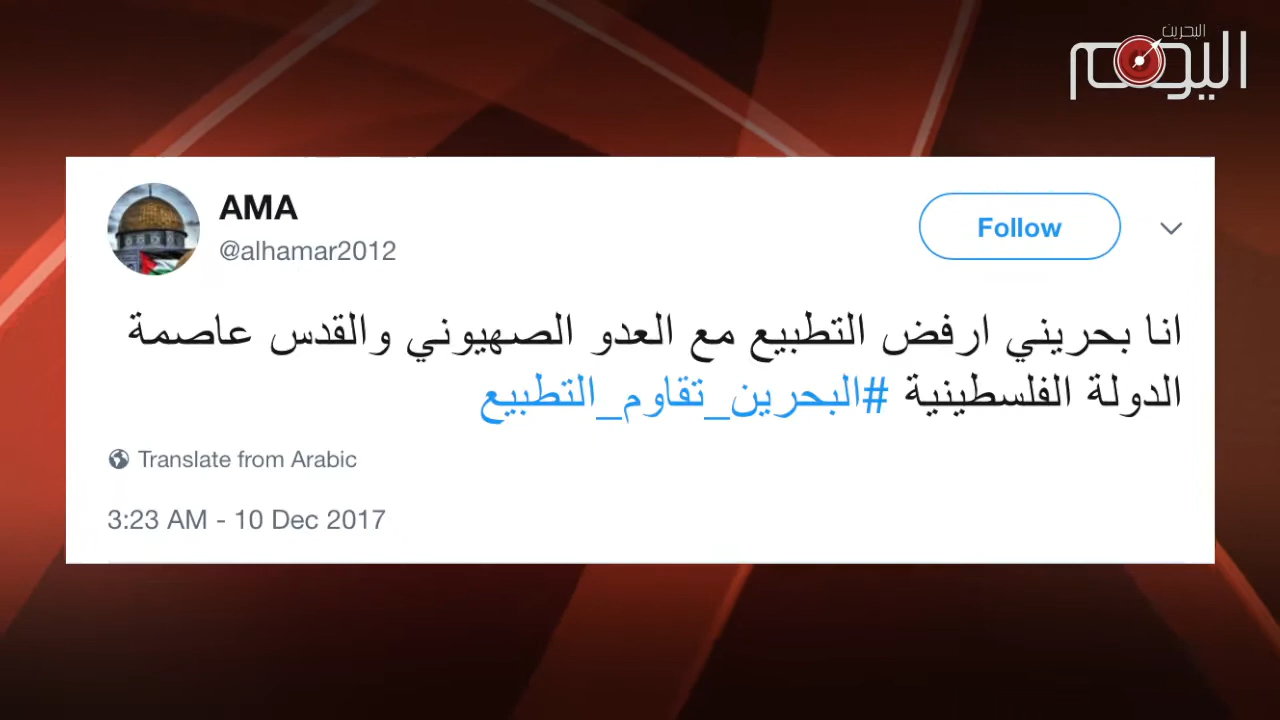 البحرين
اليوم
AMA
@alhamar2012
Follow
انا بحريني ارفض التطبيع مع العدو الصهيوني والقدس عاصمة
الدولة الفلسطينية #البحرين_تقاوم_التطبيع
Translate from Arabic
3:23 AM - 10 Dec 2017